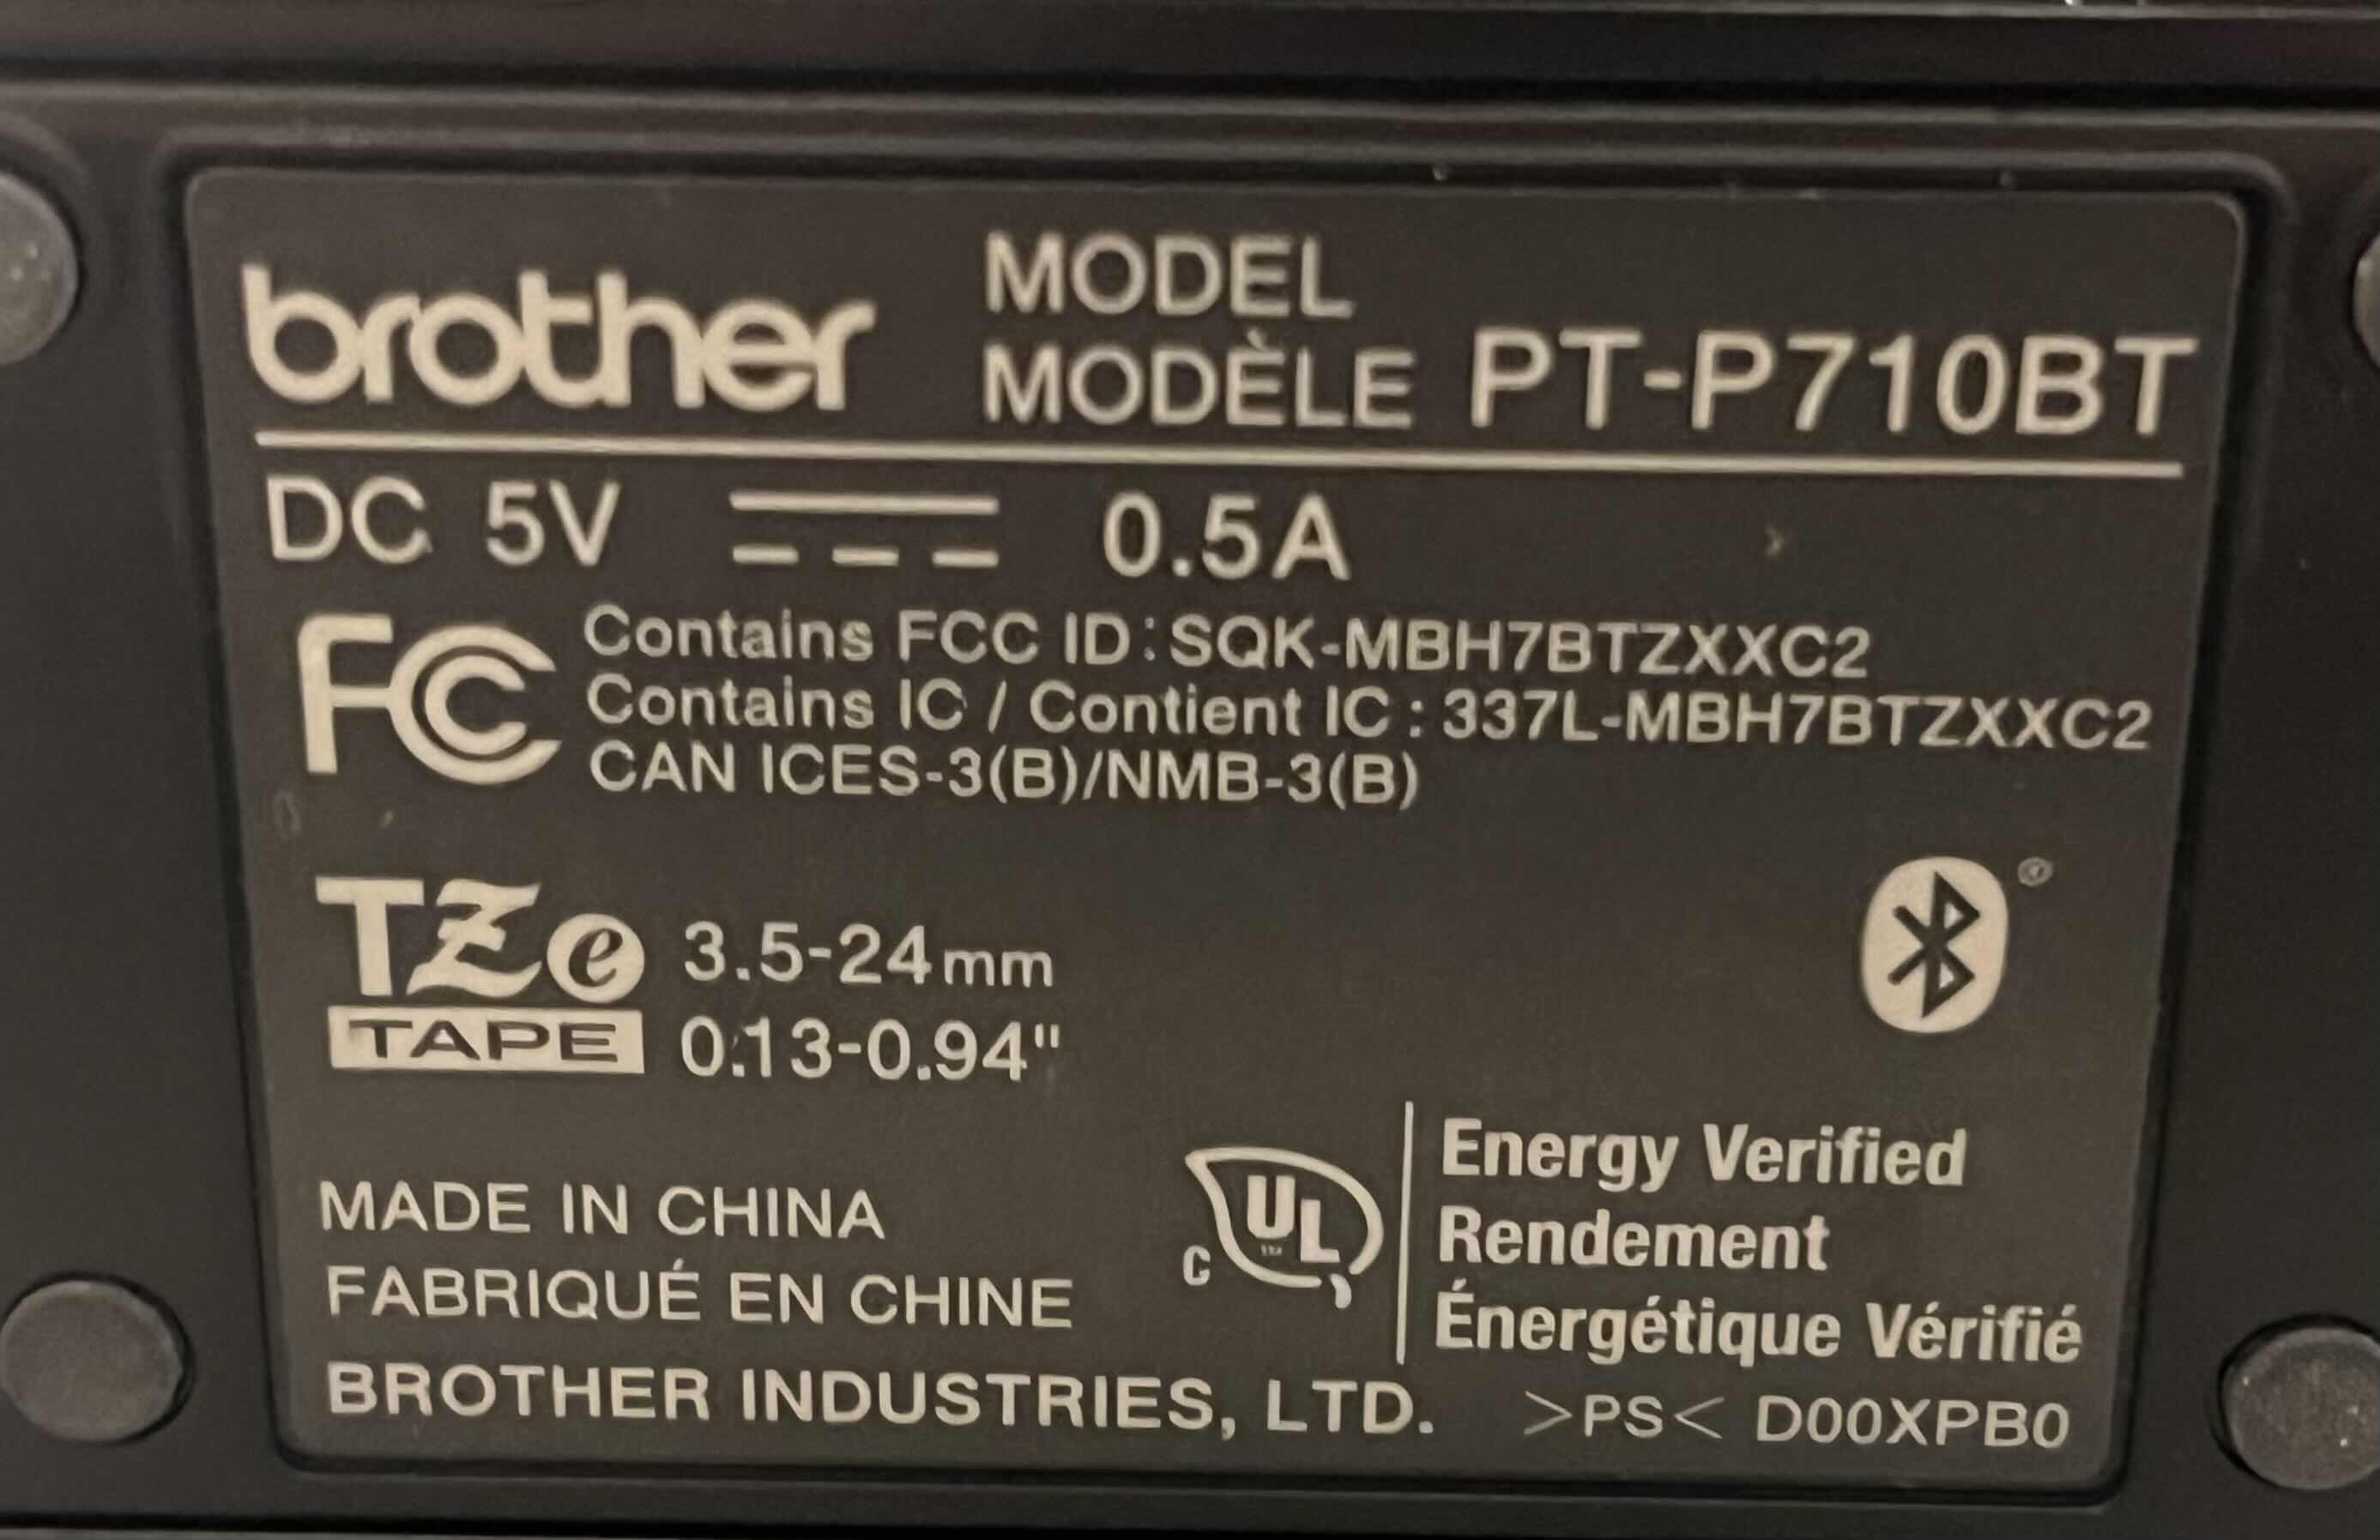 brother
MODEL
MODÈLE PT-P710BT
DC 5V 0.5A
FC Contains FCC ID:SQK-MBH7BTZXXC2
Contains IC / Contient IC : 337L-MBH7BTZXXC2
CAN ICES-3(B)/NMB-3(B)
TZe 3.5-24mm
TAPE 0.13-0.94"
®
Energy Verified
C UL Rendement
Énergétique Vérifié
MADE IN CHINA
FABRIQUÉ EN CHINE
BROTHER INDUSTRIES, LTD. >PS< D00XPB0